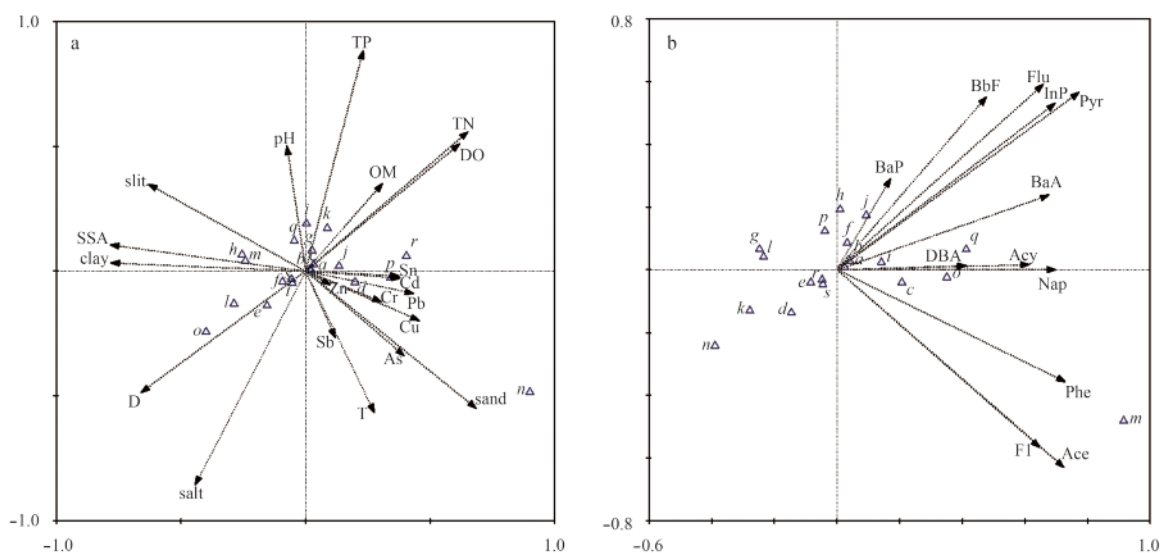 1.0
a
TP
TN
DO
pH
OM
slit
SSA
clay
i
k
q
g
h
m
j
r
p
Sn
Cd
Zn
d
Cr
Pb
Cu
f
t
l
e
o
Sb
As
D
T
sand
n
salt
-1.0
-1.0
1.0
0.8
b
BbF
Flu
InP
Pyr
BaP
BaA
h
j
p
f
g
l
q
i
DBA
Acy
Nap
o
c
e
r
s
k
d
n
Phe
m
F1
Ace
-0.8
-0.6
1.0